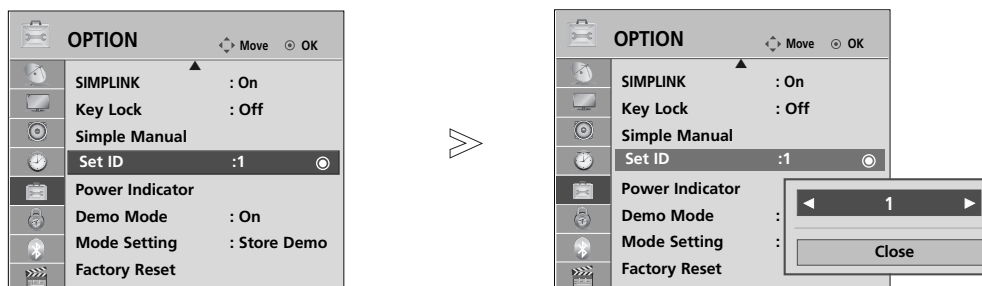 OPTION Move OK
SIMPLINK : On
Key Lock : Off
Simple Manual
Set ID :1
Power Indicator
Demo Mode : On
Mode Setting : Store Demo
Factory Reset
OPTION Move OK
SIMPLINK : On
Key Lock : Off
Simple Manual
Set ID :1
Power Indicator
Demo Mode :
Mode Setting :
Factory Reset
1
Close